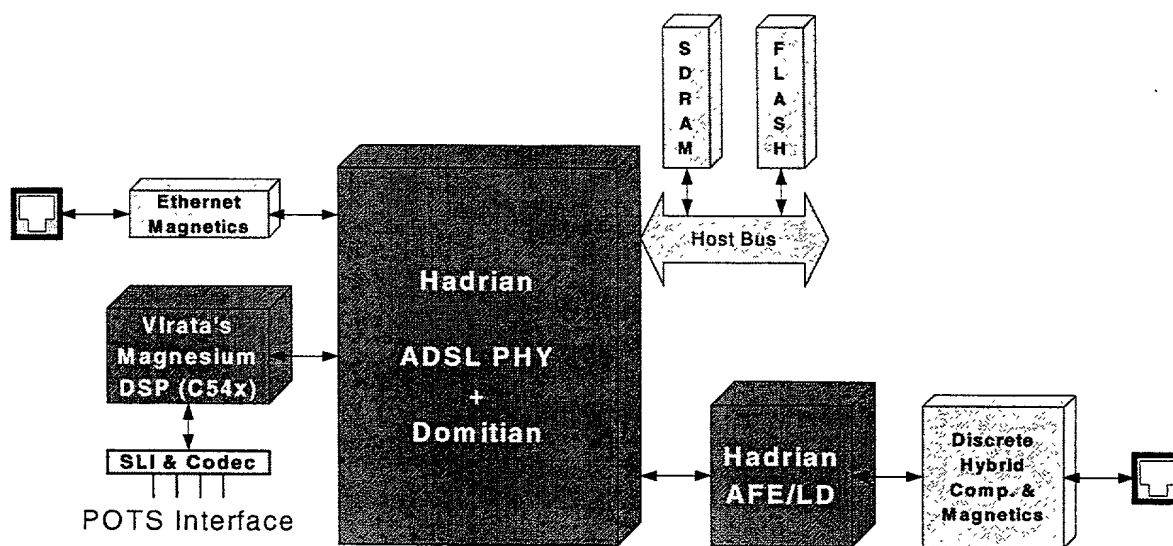 S
D
R
A
M
F
L
A
S
H
Ethernet
Magnetics
Host Bus
Hadrian
ADSL PHY
+
Domitian
Virata's
Magnesium
DSP (C54x)
SLI & Codec
POTS Interface
Hadrian
AFE/LD
Discrete
Hybrid
Comp. &
Magnetics